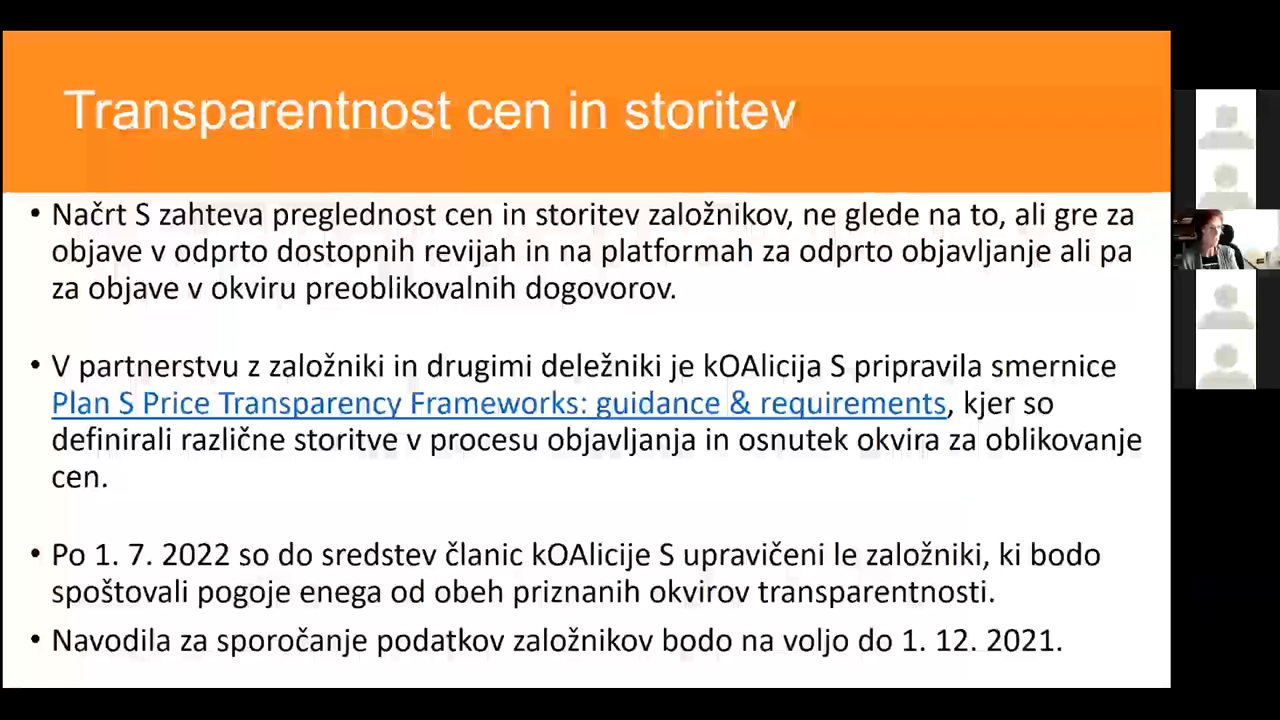 Transparentnost cen in storitev
• Načrt S zahteva preglednost cen in storitev založnikov, ne glede na to, ali gre za
objave v odprto dostopnih revijah in na platformah za odprto objavljanje ali pa
za objave v okviru preoblikovalnih dogovorov.
• V partnerstvu z založniki in drugimi deležniki je kOAlicija S pripravila smernice
Plan S Price Transparency Frameworks: guidance & requirements, kjer so
definirali različne storitve v procesu objavljanja in osnutek okvira za oblikovanje
cen.
• Po 1. 7. 2022 so do sredstev članic kOAlicije S upravičeni le založniki, ki bodo
spoštovali pogoje enega od obeh priznanih okvirov transparentnosti.
• Navodila za sporočanje podatkov založnikov bodo na voljo do 1. 12. 2021.